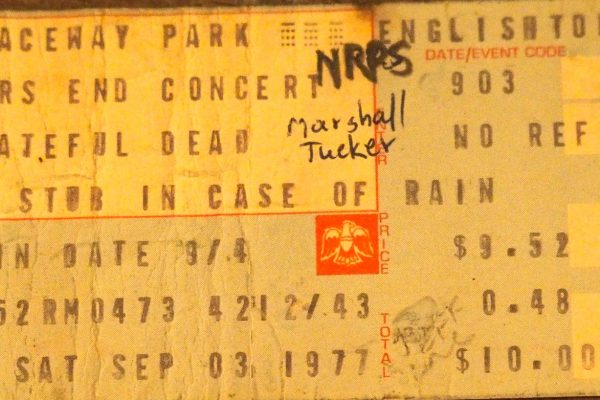 ACEWAY PARK ENGLISHTO
NRPS DATE/EVENT CODE
RS END CONCERT 903
Marshall
ATEFUL DEAD Tucker NO REF
STUB IN CASE OF RAIN
PRICE
IN DATE 9/4 $9.52
52RM0473 4212/43 0.48
TOTAL
SAT SEP 03 1977 $10.00